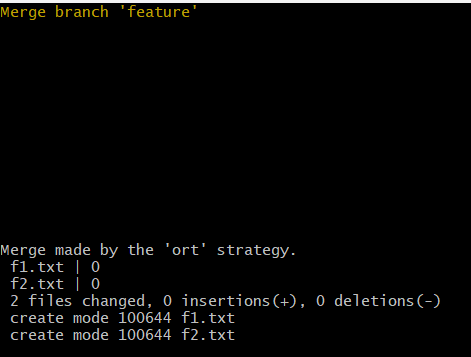 Merge branch 'feature'
Merge made by the 'ort' strategy.
 f1.txt | 0
 f2.txt | 0
 2 files changed, 0 insertions(+), 0 deletions(-)
 create mode 100644 f1.txt
 create mode 100644 f2.txt